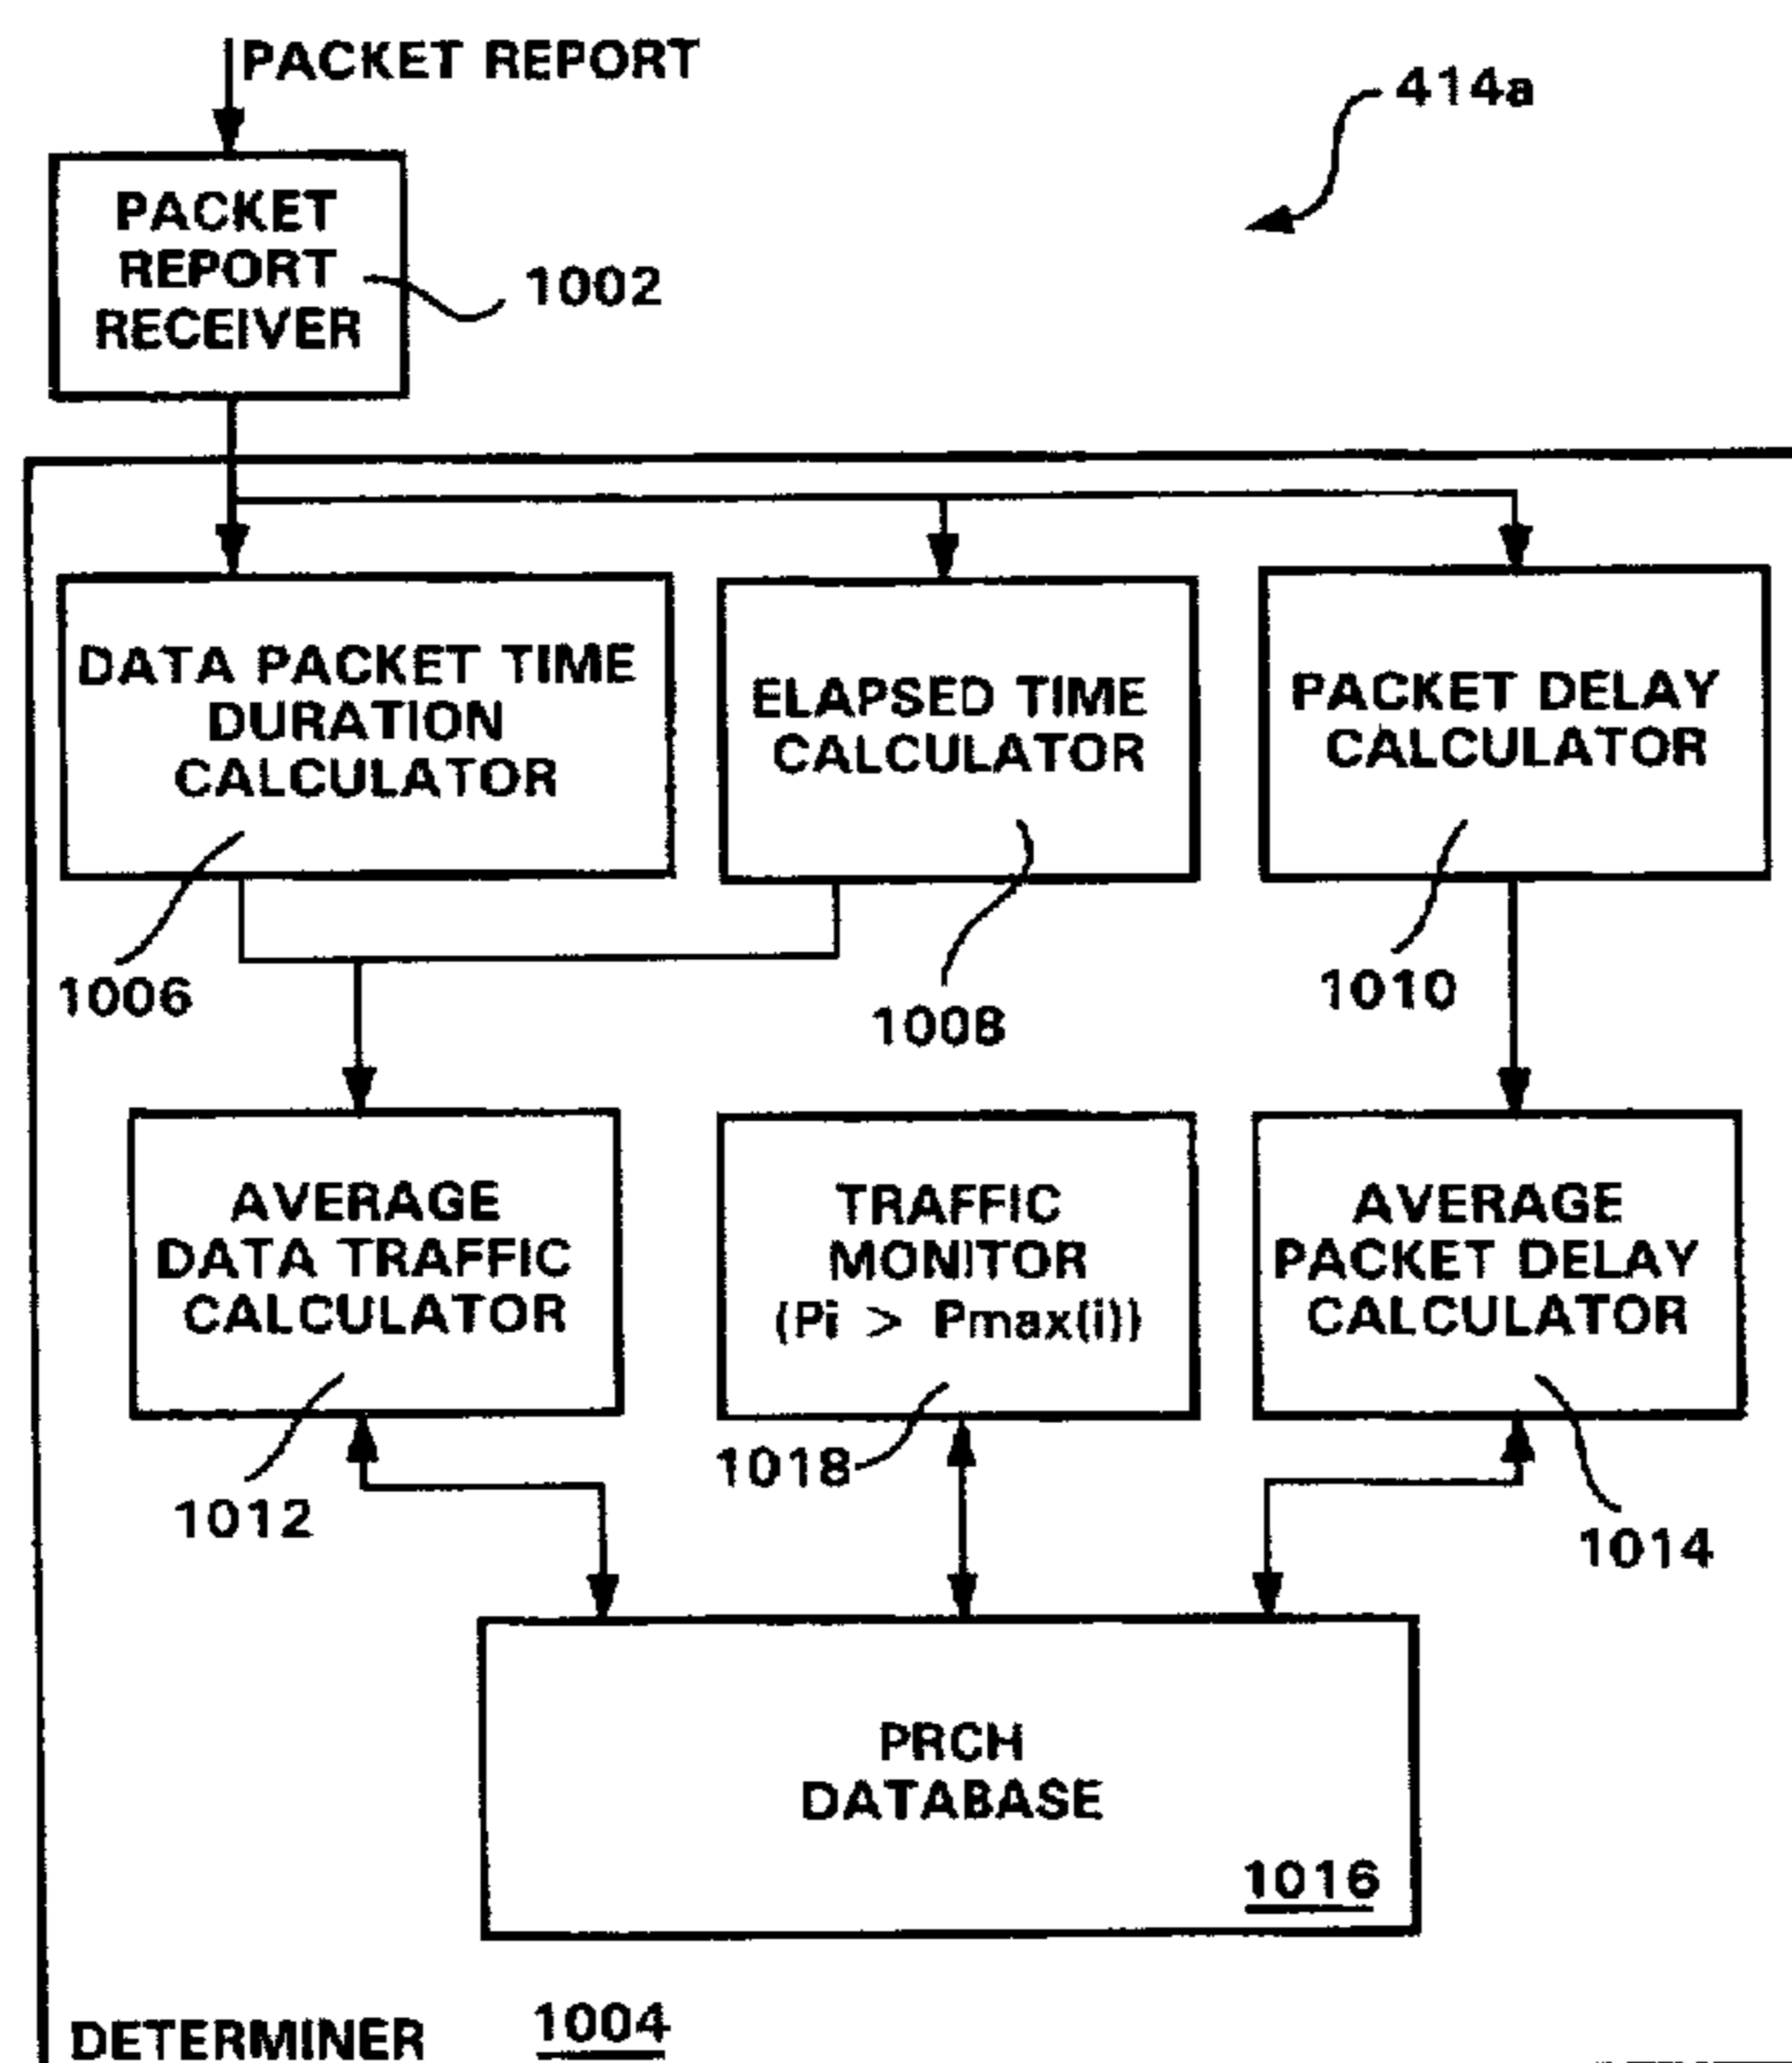 PACKET REPORT
414a
PACKET
REPORT
RECEIVER
1002
DATA PACKET TIME
DURATION
CALCULATOR
1006
ELAPSED TIME
CALCULATOR
1008
PACKET DELAY
CALCULATOR
1010
AVERAGE
DATA TRAFFIC
CALCULATOR
1012
TRAFFIC
MONITOR
(Pi > Pmax(i))
1018
AVERAGE
PACKET DELAY
CALCULATOR
1014
PRCH
DATABASE
1016
DETERMINER 1004